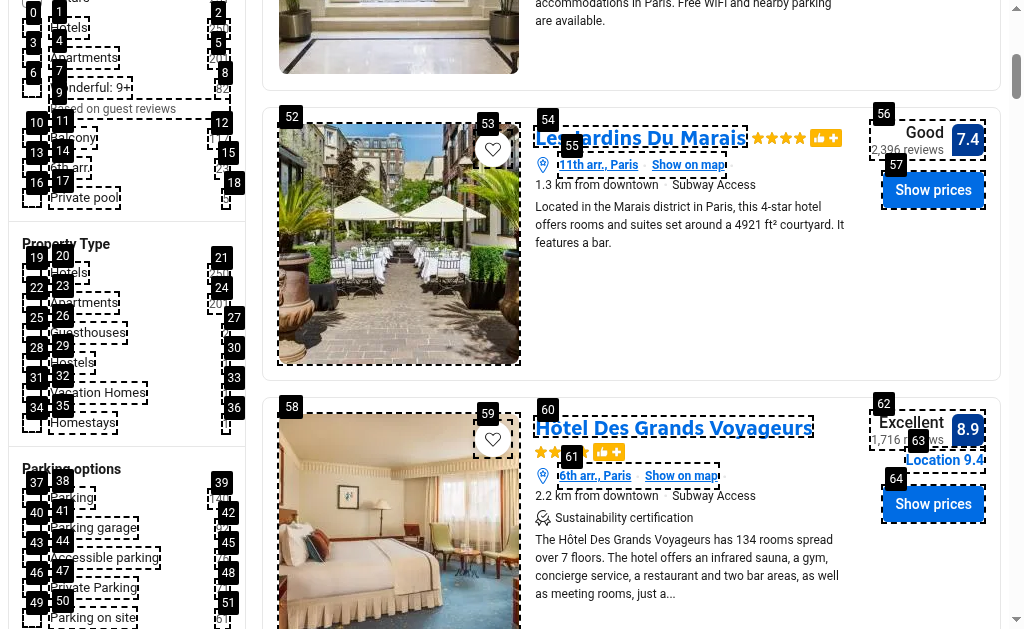 accommodations in Paris. Free WiFi and nearby parking
are available.
0
1
2
Hotels
3
4
5
Apartments
6
7
8
Wonderful: 9+
82
9
Based on guest reviews
10
11
12
Balcony
13
14
15
6th arr.
16
17
18
Private pool
5
Property Type
19
20
21
Hotels
250
22
23
24
Apartments
201
25
26
27
Guesthouses
28
29
30
Hostels
31
32
33
Vacation Homes
34
35
36
Homestays
Parking options
37
38
39
Parking
140
40
41
42
Parking garage
43
44
45
Accessible parking
46
47
48
Private Parking
49
50
51
Parking on site
61
52
53
54
Les Jardins Du Marais
55
11th arr., Paris · Show on map
1.3 km from downtown · Subway Access
Located in the Marais district in Paris, this 4-star hotel
offers rooms and suites set around a 4921 ft² courtyard. It
features a bar.
56
Good
7.4
2,396 reviews
57
Show prices
58
59
60
Hôtel Des Grands Voyageurs
61
6th arr., Paris · Show on map
2.2 km from downtown · Subway Access
Sustainability certification
The Hôtel Des Grands Voyageurs has 134 rooms spread
over 7 floors. The hotel offers an infrared sauna, a gym,
concierge service, a restaurant and two bar areas, as well
as meeting rooms, just a...
62
Excellent
8.9
1,716 reviews
63
Location 9.4
64
Show prices